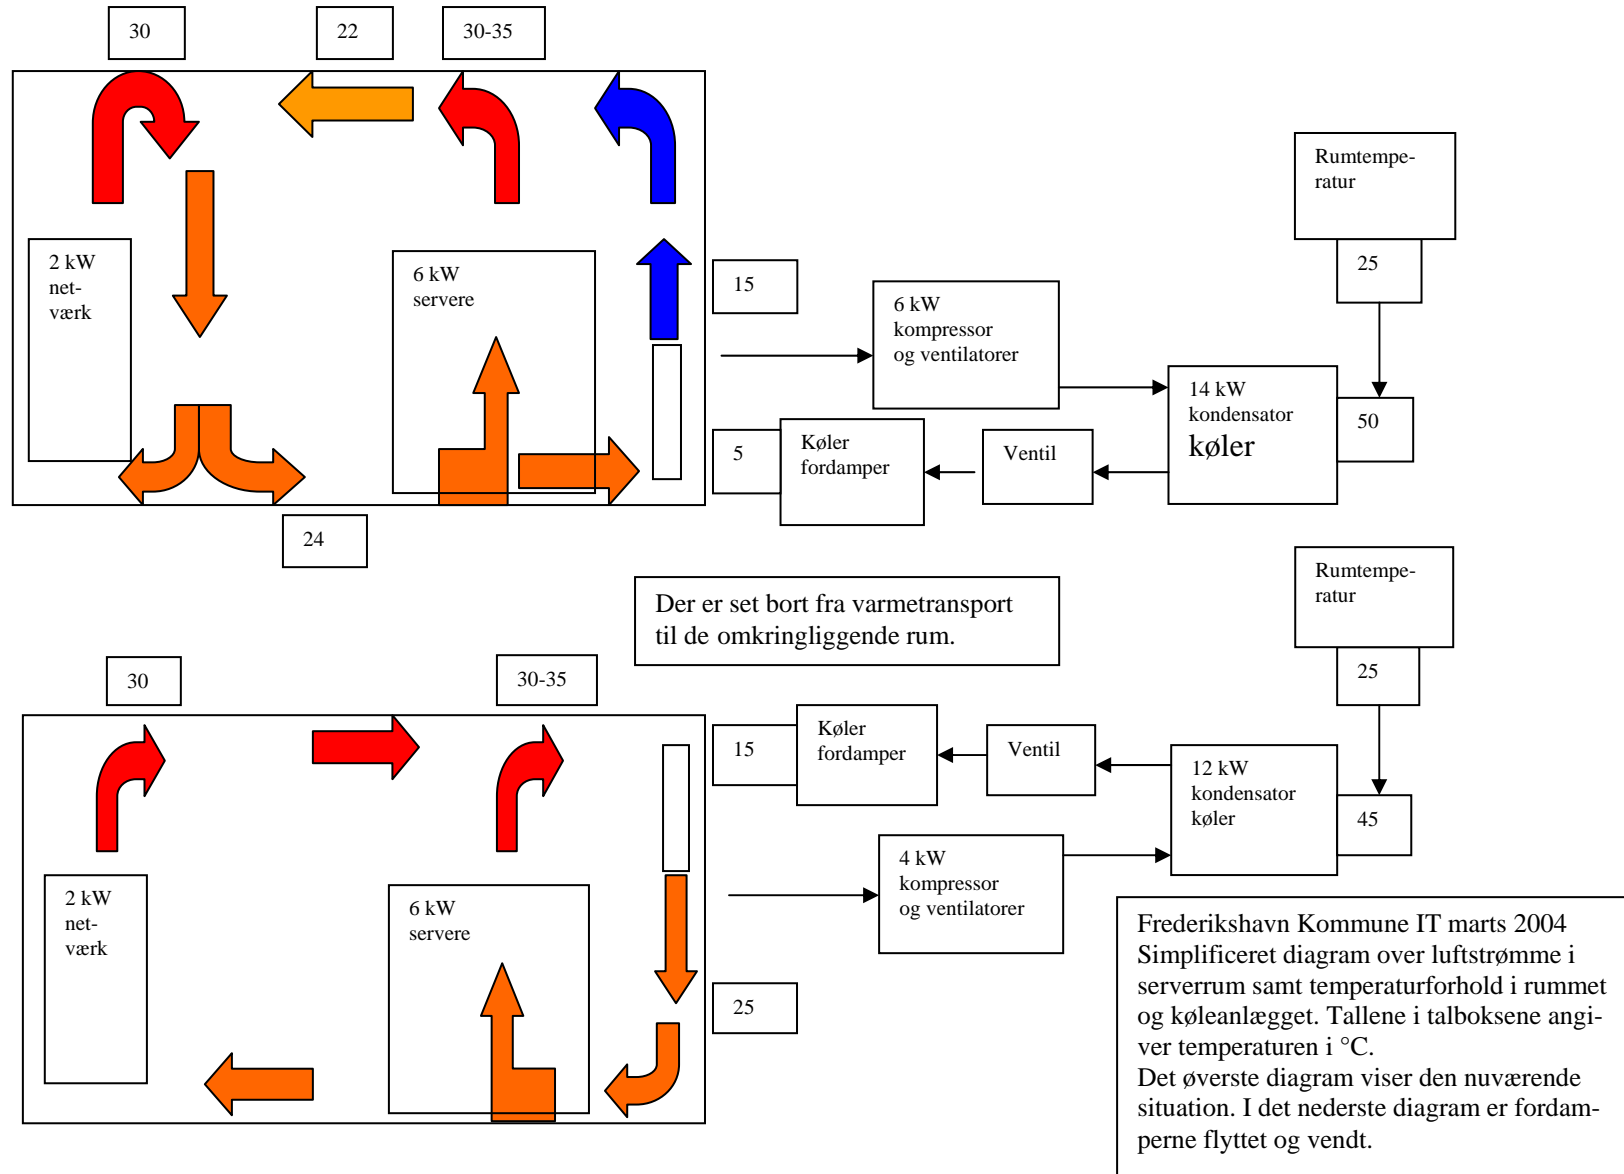 30
22
30-35
Rumtempe-
ratur
25
2 kW
net-
værk
6 kW
servere
15
6 kW
kompressor
og ventilatorer
14 kW
kondensator
køler
50
5
Køler
fordamper
Ventil
24
Der er set bort fra varmetransport
til de omkringliggende rum.
Rumtempe-
ratur
25
30
30-35
15
Køler
fordamper
Ventil
12 kW
kondensator
køler
45
2 kW
net-
værk
6 kW
servere
4 kW
kompressor
og ventilatorer
25
Frederikshavn Kommune IT marts 2004
Simplificeret diagram over luftstrømme i
serverrum samt temperaturforhold i rummet
og køleanlægget. Tallene i talboksene angi-
ver temperaturen i °C.
Det øverste diagram viser den nuværende
situation. I det nederste diagram er fordam-
perne flyttet og vendt.